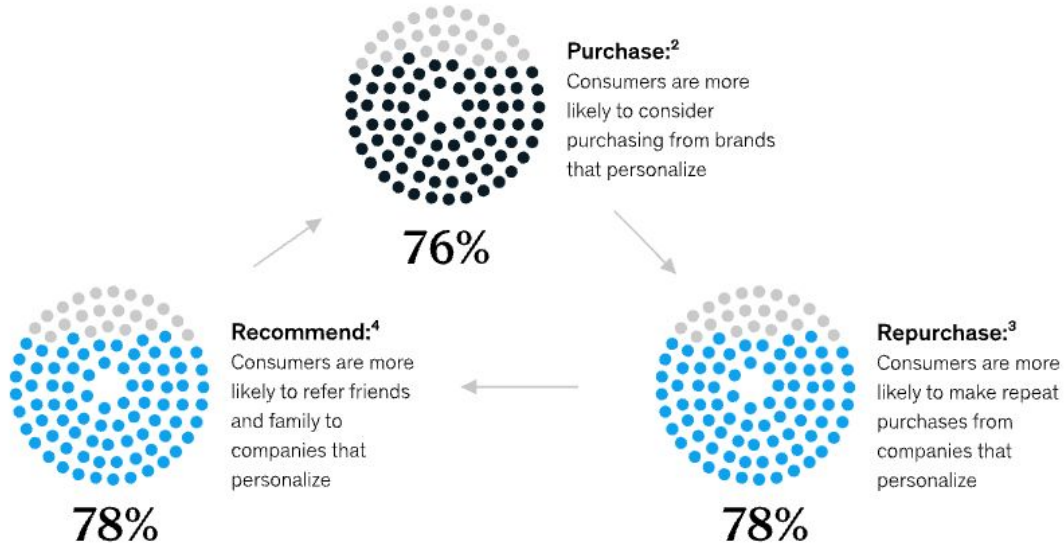 Purchase:²
Consumers are more
likely to consider
purchasing from brands
that personalize
76%
Recommend:⁴
Consumers are more
likely to refer friends
and family to
companies that
personalize
78%
Repurchase:³
Consumers are more
likely to make repeat
purchases from
companies that
personalize
78%